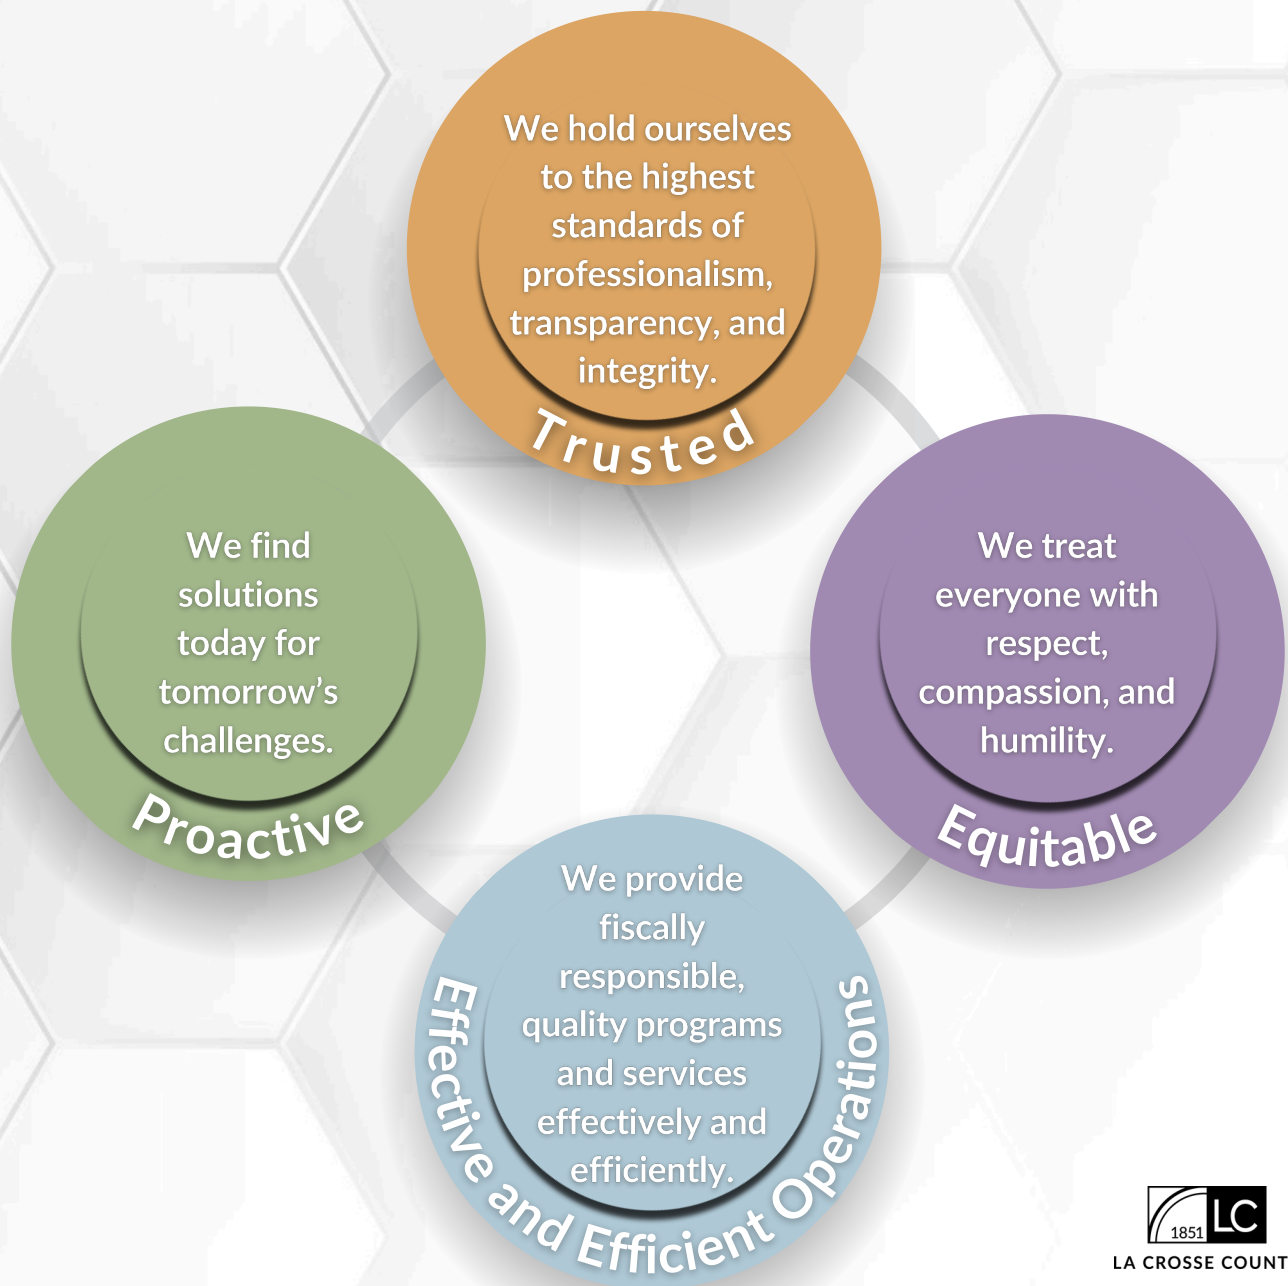 We hold ourselves
to the highest
standards of
professionalism,
transparency, and
integrity.
Trusted
We find
solutions
today for
tomorrow’s
challenges.
Proactive
We treat
everyone with
respect,
compassion, and
humility.
Equitable
We provide
fiscally
responsible,
quality programs
and services
effectively and
efficiently.
Effective and Efficient Operations
1851 LC
LA CROSSE COUNT